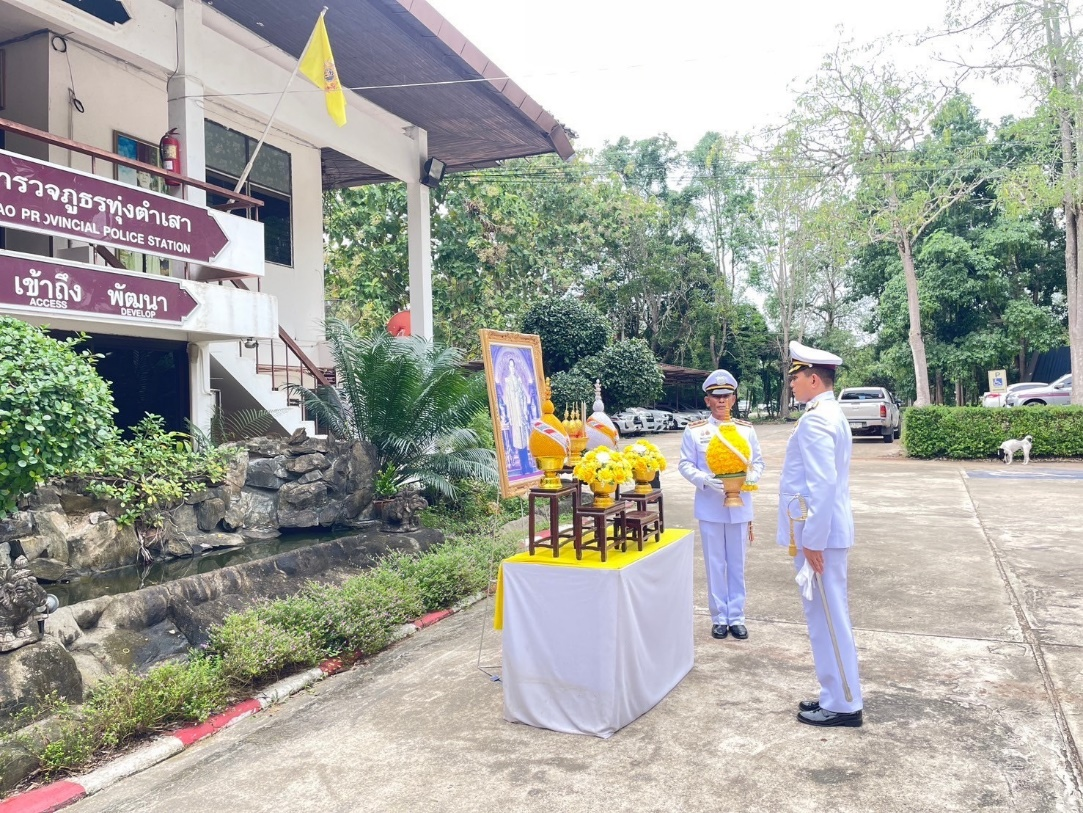 ตำรวจภูธรทุ่งตำเสา
PROVINCIAL POLICE STATION
เข้าถึง พัฒนา
ACCESS DEVELOP